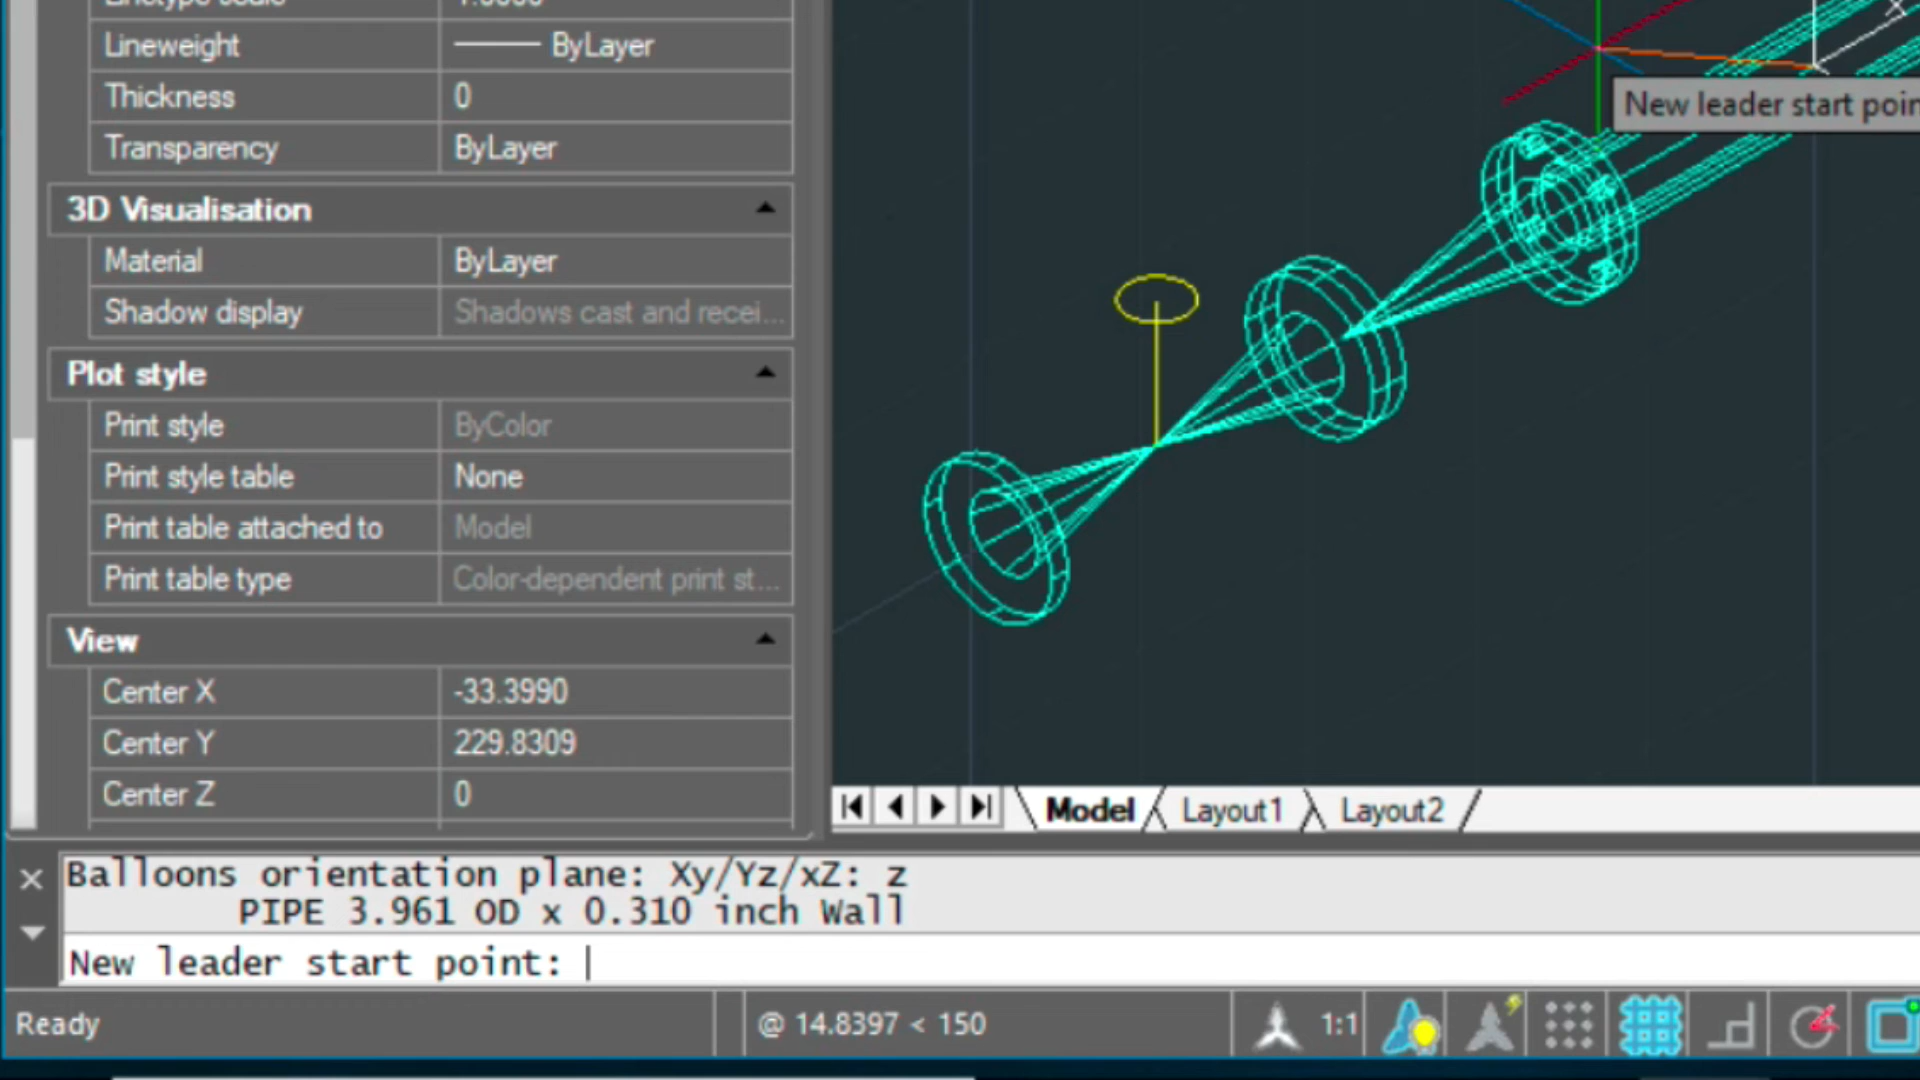 Lineweight ByLayer
Thickness 0
Transparency ByLayer
3D Visualisation
Material ByLayer
Shadow display Shadows cast and recei...
Plot style
Print style ByColor
Print style table None
Print table attached to Model
Print table type Color-dependent print st...
View
Center X -33.3990
Center Y 229.8309
Center Z 0
New leader start poin
Model Layout1 Layout2
Balloons orientation plane: Xy/Yz/xZ: z
PIPE 3.961 OD x 0.310 inch Wall
New leader start point:
Ready @ 14.8397 < 150 1:1